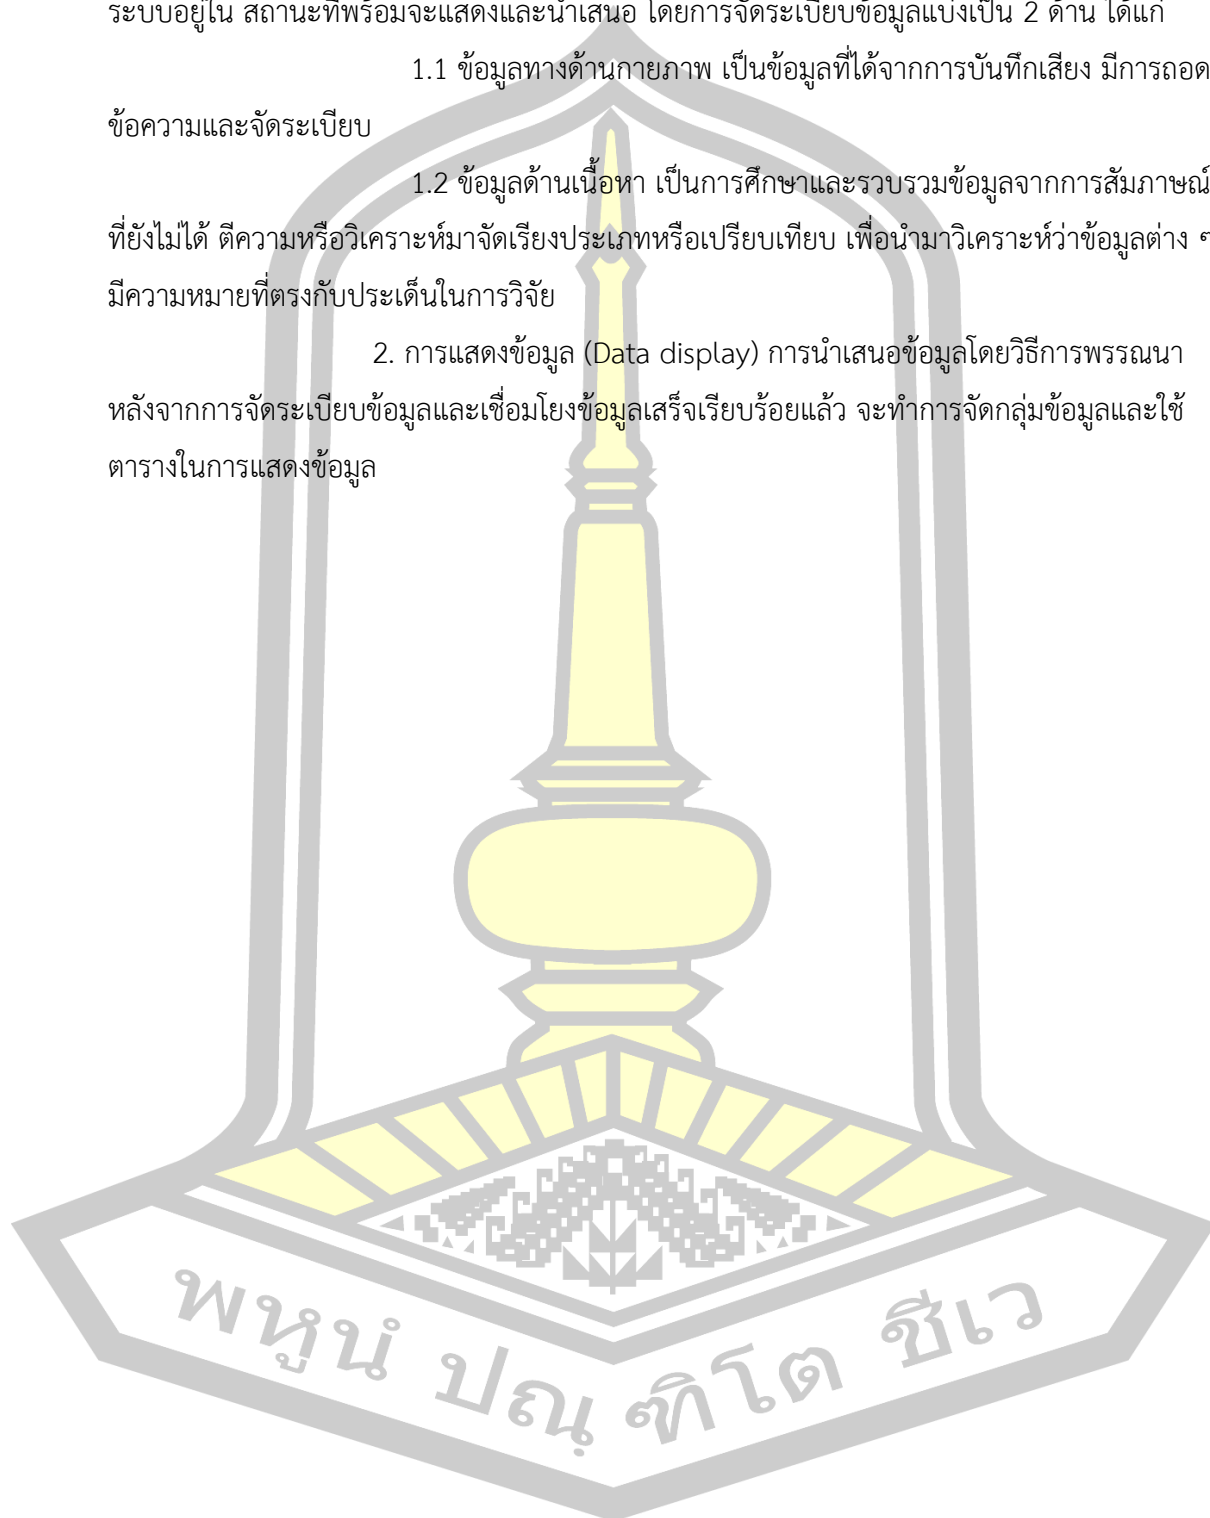 ระบบอยู่ใน สถานะที่พร้อมจะแสดงและนำเสนอ โดยการจัดระเบียบข้อมูลแบ่งเป็น 2 ด้าน ได้แก่
1.1 ข้อมูลทางด้านกายภาพ เป็นข้อมูลที่ได้จากการบันทึกเสียง มีการถอด
ข้อความและจัดระเบียบ
1.2 ข้อมูลด้านเนื้อหา เป็นการศึกษาและรวบรวมข้อมูลจากการสัมภาษณ์
ที่ยังไม่ได้ ตีความหรือวิเคราะห์มาจัดเรียงประเภทหรือเปรียบเทียบ เพื่อนำมาวิเคราะห์ว่าข้อมูลต่าง ๆ
มีความหมายที่ตรงกับประเด็นในการวิจัย
2. การแสดงข้อมูล (Data display) การนำเสนอข้อมูลโดยวิธีการพรรณนา
หลังจากการจัดระเบียบข้อมูลและเชื่อมโยงข้อมูลเสร็จเรียบร้อยแล้ว จะทำการจัดกลุ่มข้อมูลและใช้
ตารางในการแสดงข้อมูล
พหูนํ ปณฺฑิโต ชีเว